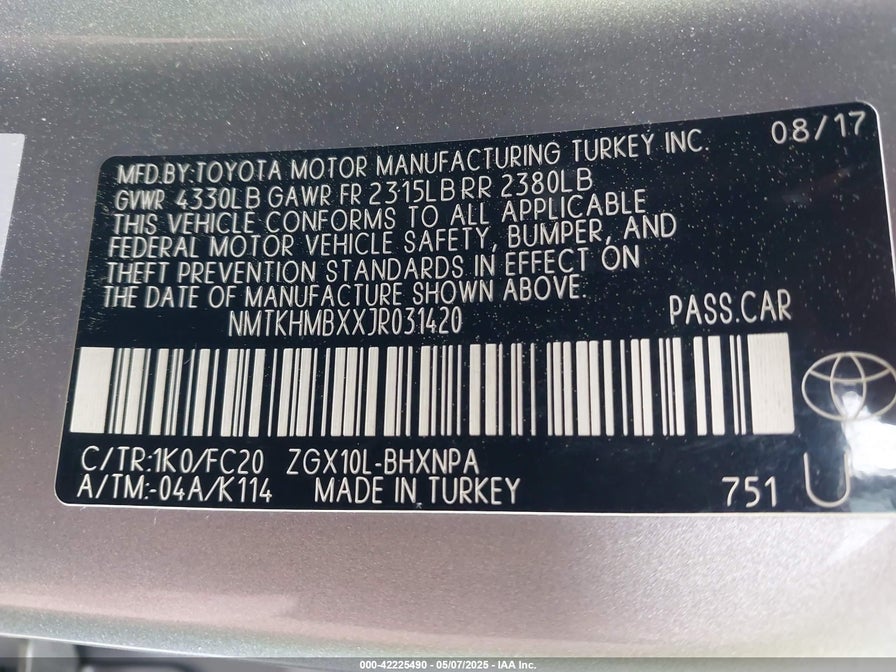 08/17
MFD.BY:TOYOTA MOTOR MANUFACTURING TURKEY INC.
GVWR 4330LB GAWR FR 2315LB RR 2380LB
THIS VEHICLE CONFORMS TO ALL APPLICABLE
FEDERAL MOTOR VEHICLE SAFETY, BUMPER, AND
THEFT PREVENTION STANDARDS IN EFFECT ON
THE DATE OF MANUFACTURE SHOWN ABOVE
NMTKHMBXXJR031420 PASS.CAR
C/TR:1K0/FC20 ZGX10L-BHXNPA
A/TM:-04A/K114 MADE IN TURKEY 751 U
000-42225490 - 05/07/2025 - IAA Inc.